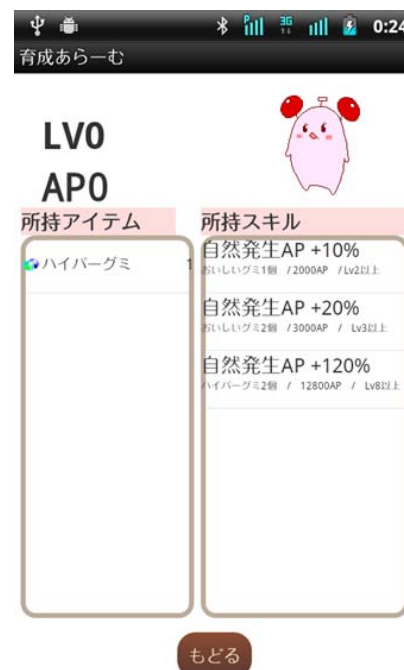 3G
0:24
育成あらーむ
LV0
AP0
所持アイテム
所持スキル
ハイパーグミ 1
自然発生AP +10%
おいしいグミ1個 / 2000AP / Lv2以上
自然発生AP +20%
おいしいグミ2個 / 3000AP / Lv3以上
自然発生AP +120%
ハイパーグミ2個 / 12800AP / Lv8以上
もどる